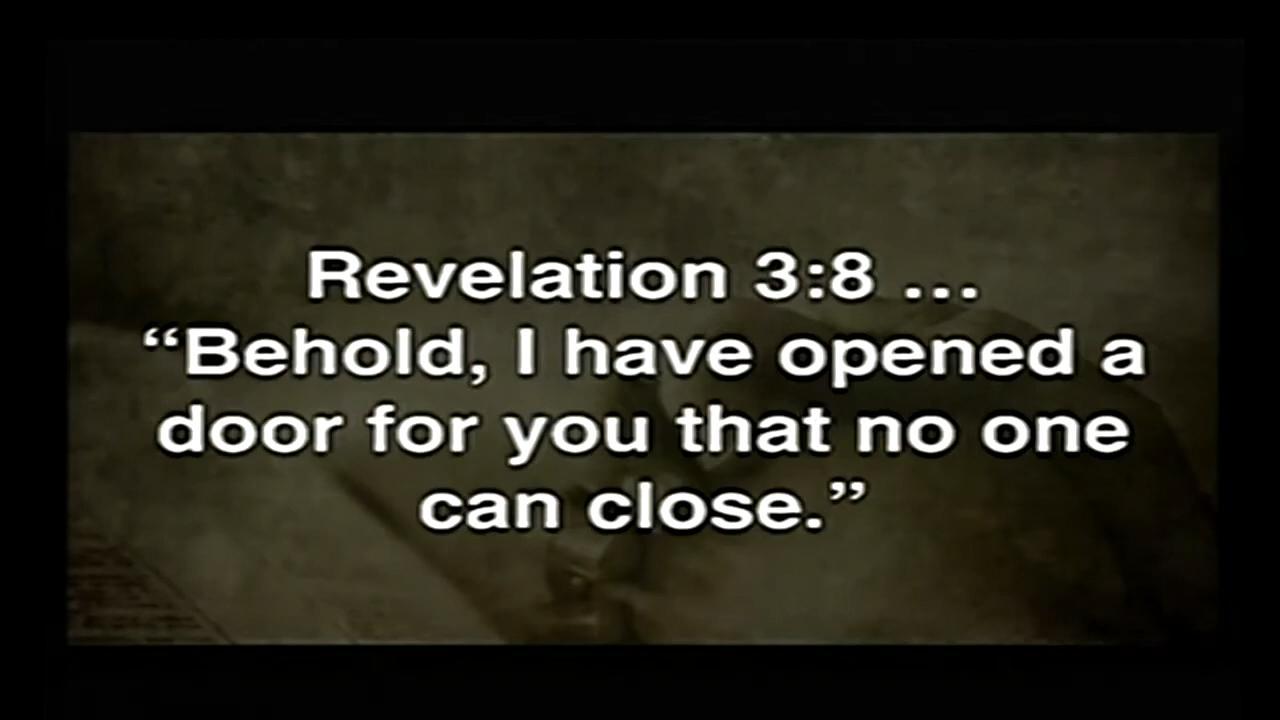 Revelation 3:8 ...
“Behold, I have opened a
door for you that no one
can close.”